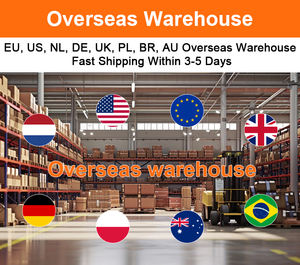 Overseas Warehouse
EU, US, NL, DE, UK, PL, BR, AU Overseas Warehouse
Fast Shipping Within 3-5 Days
Overseas warehouse